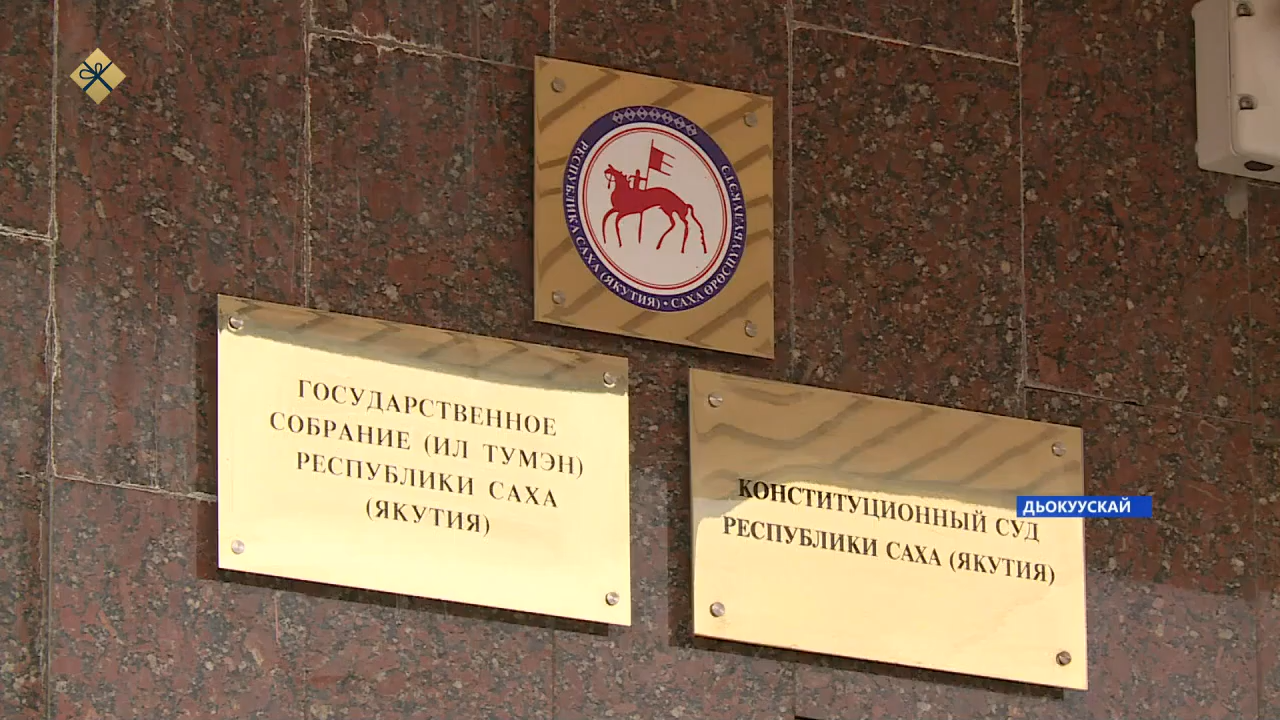 РЕСПУБЛИКА САХА (ЯКУТИЯ) • САХА ӨРӨСПҮҮБҮЛҮКЭТЭ
ГОСУДАРСТВЕННОЕ
СОБРАНИЕ (ИЛ ТУМЭН)
РЕСПУБЛИКИ САХА
(ЯКУТИЯ)
КОНСТИТУЦИОННЫЙ СУД
РЕСПУБЛИКИ САХА (ЯКУТИЯ)
ДЬОКУУСКАЙ